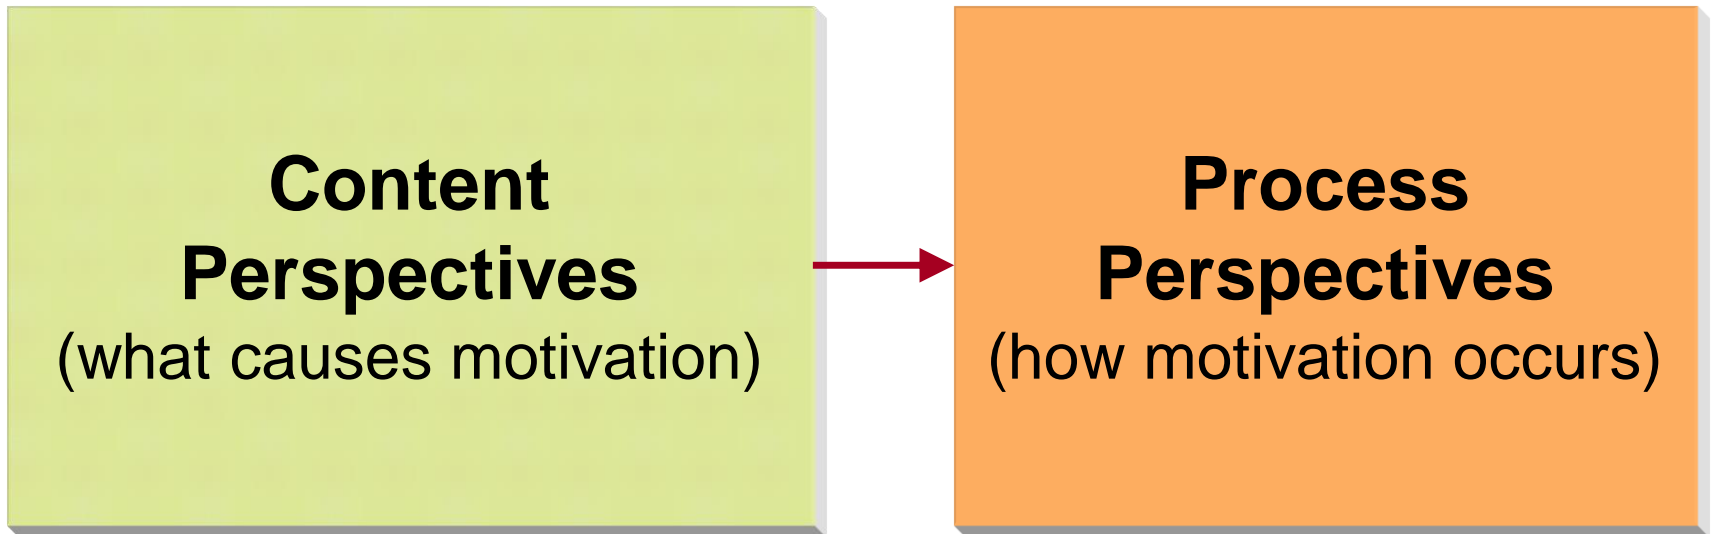 Content
Perspectives
(what causes motivation)
Process
Perspectives
(how motivation occurs)